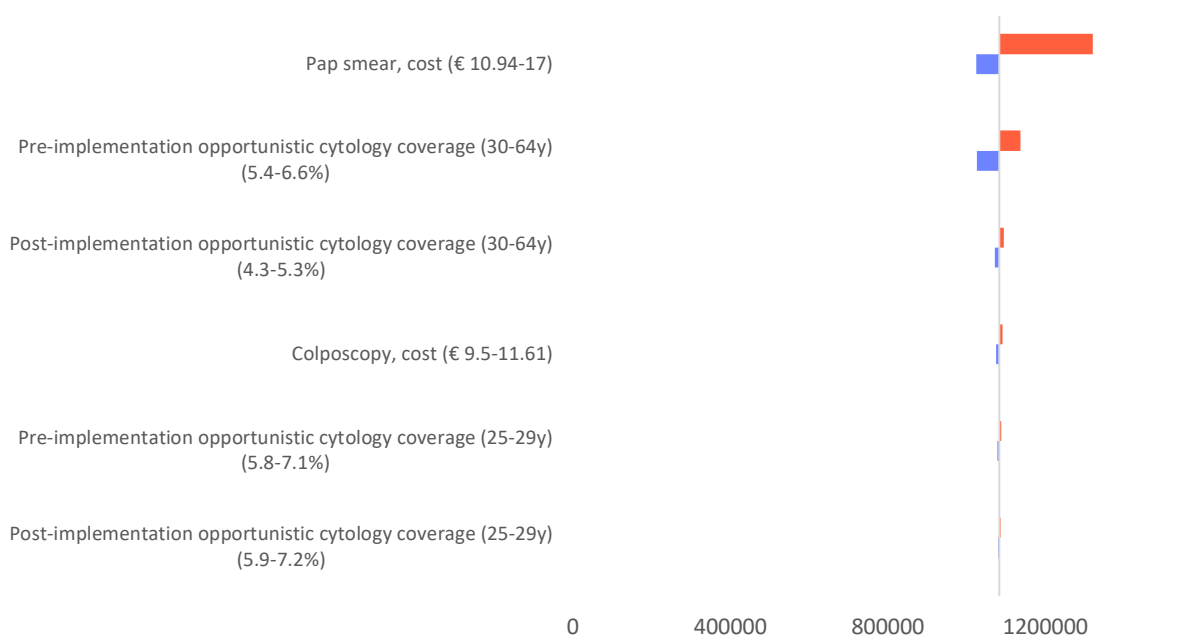 Pap smear, cost (€ 10.94-17)
Pre-implementation opportunistic cytology coverage (30-64y)
(5.4-6.6%)
Post-implementation opportunistic cytology coverage (30-64y)
(4.3-5.3%)
Colposcopy, cost (€ 9.5-11.61)
Pre-implementation opportunistic cytology coverage (25-29y)
(5.8-7.1%)
Post-implementation opportunistic cytology coverage (25-29y)
(5.9-7.2%)
0 400000 800000 1200000